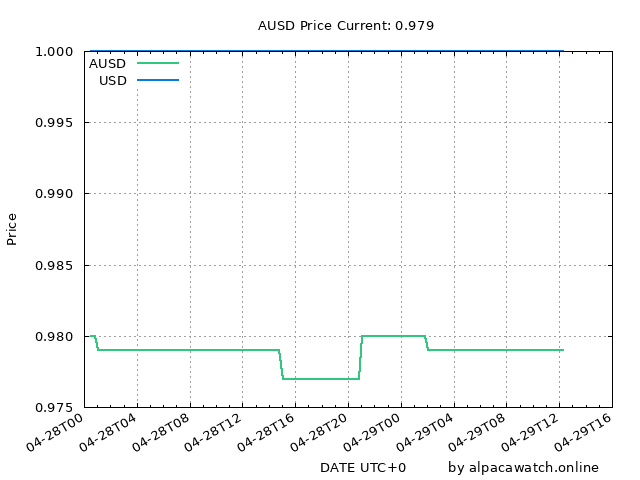 AUSD Price Current: 0.979
1.000
AUSD
USD
0.995
0.990
Price
0.985
0.980
0.975
04-28T00 04-28T04 04-28T08 04-28T12 04-28T16 04-28T20 04-29T00 04-29T04 04-29T08 04-29T12 04-29T16
DATE UTC+0 by alpacawatch.online